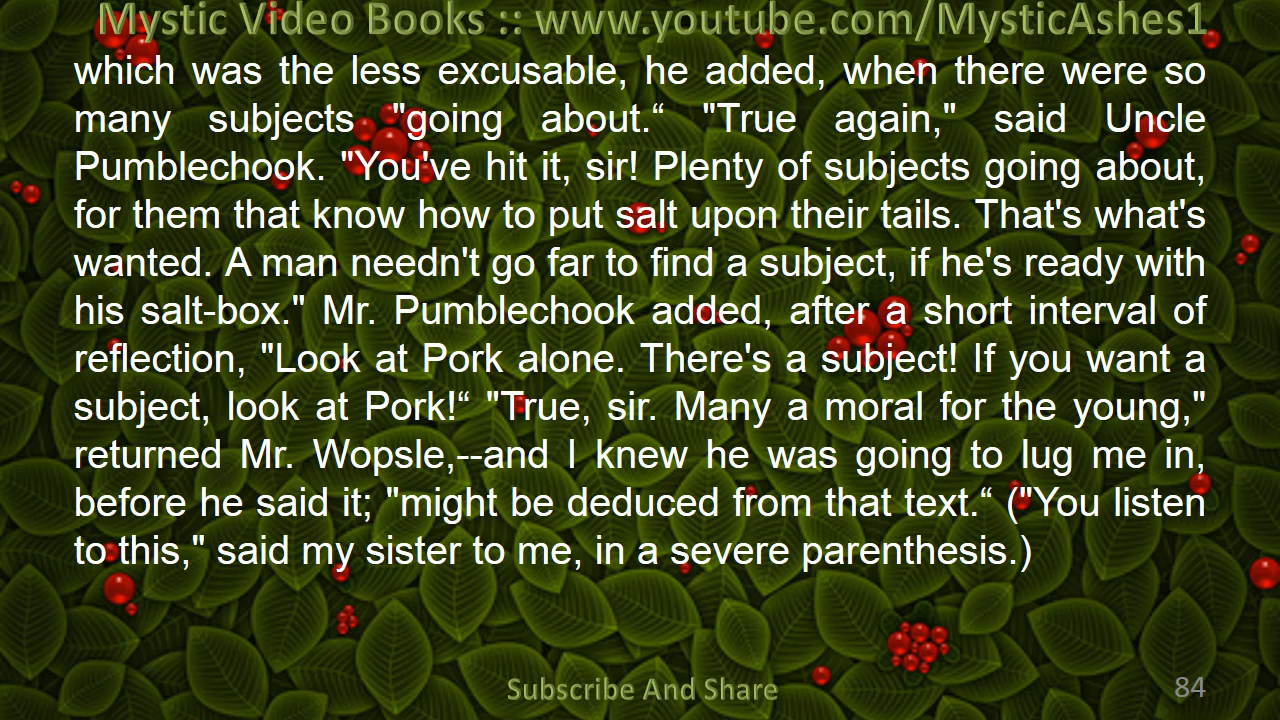 Mystic Video Books :: www.youtube.com/MysticAshes1
which was the less excusable, he added, when there were so
many subjects "going about.“ "True again," said Uncle
Pumblechook. "You've hit it, sir! Plenty of subjects going about,
for them that know how to put salt upon their tails. That's what's
wanted. A man needn't go far to find a subject, if he's ready with
his salt-box." Mr. Pumblechook added, after a short interval of
reflection, "Look at Pork alone. There's a subject! If you want a
subject, look at Pork!“ "True, sir. Many a moral for the young,"
returned Mr. Wopsle,--and I knew he was going to lug me in,
before he said it; "might be deduced from that text.“ ("You listen
to this," said my sister to me, in a severe parenthesis.)
Subscribe And Share
84